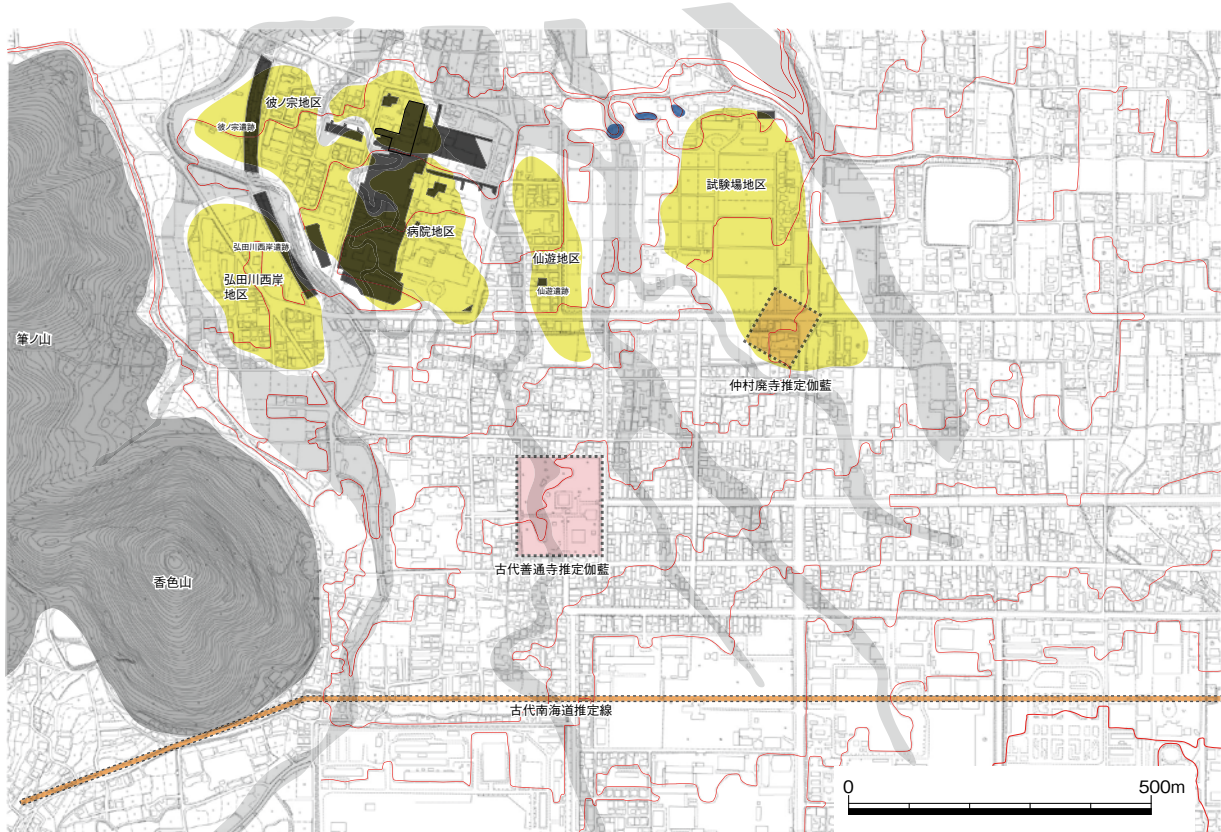 彼ノ宗地区
彼ノ宗遺跡
試験場地区
病院地区
弘田川西岸遺跡
仙遊地区
弘田川西岸
地区
仙遊遺跡
筆ノ山
仲村廃寺推定伽藍
古代善通寺推定伽藍
香色山
古代南海道推定線
0
500m